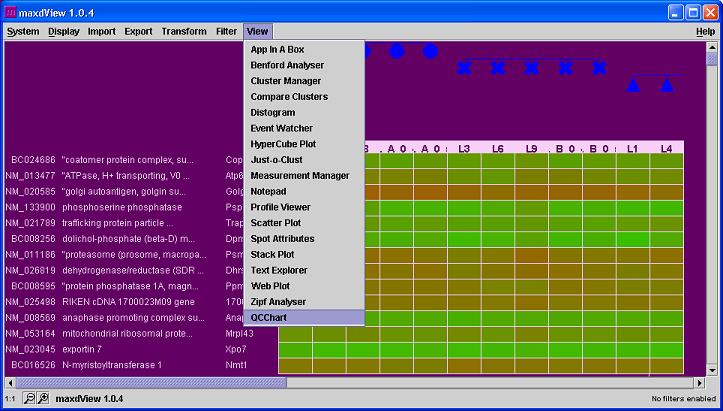 maxdView 1.0.4
System Display Import Export Transform Filter View Help
App In A Box
Benford Analyser
Cluster Manager
Compare Clusters
Distogram
Event Watcher
HyperCube Plot
Just-o-Clust
Measurement Manager
Notepad
Profile Viewer
Scatter Plot
Spot Attributes
Stack Plot
Text Explorer
Web Plot
Zipf Analyser
QCChart
A 0 A 0 L3 L6 L9 B 0 B 0 L1 L4
BC024686 "coatomer protein complex, su... Cop
NM_013477 "ATPase, H+ transporting, V0 ... Atp6
NM_020585 "golgi autoantigen, golgin su... Golg
NM_133900 phosphoserine phosphatase Psp
NM_021789 trafficking protein particle ... Trap
BC008256 dolichol-phosphate (beta-D) m... Dpm
NM_011186 "proteasome (prosome, macropa... Psm
NM_026819 dehydrogenase/reductase (SDR ... Dhrs
BC008595 "protein phosphatase 1A, magn... Ppm
NM_025498 RIKEN cDNA 1700023M09 gene 1700
NM_008569 anaphase promoting complex su... Anap
NM_053164 mitochondrial ribosomal prote... Mrpl43
NM_023045 exportin 7 Xpo7
BC016526 N-myristoyltransferase 1 Nmt1
1:1 maxdView 1.0.4 No filters enabled